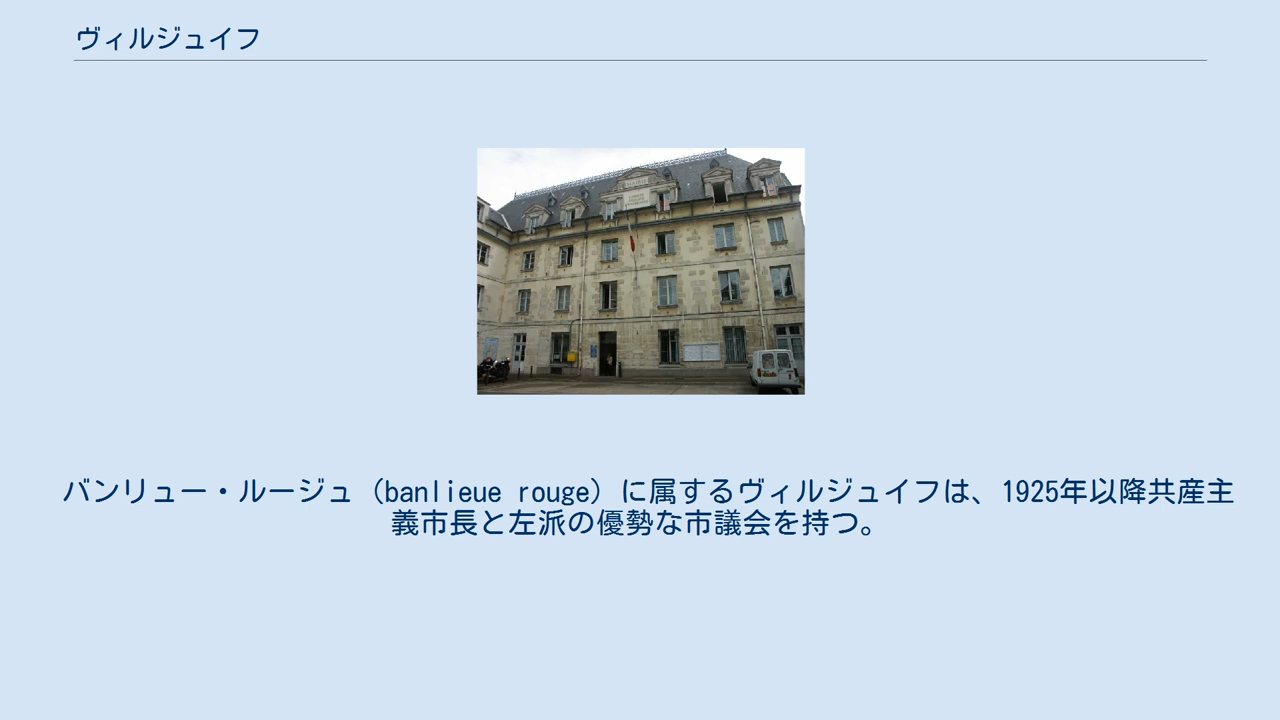 ヴィルジュイフ
バンリュー・ルージュ（banlieue rouge）に属するヴィルジュイフは、1925年以降共産主
義市長と左派の優勢な市議会を持つ。